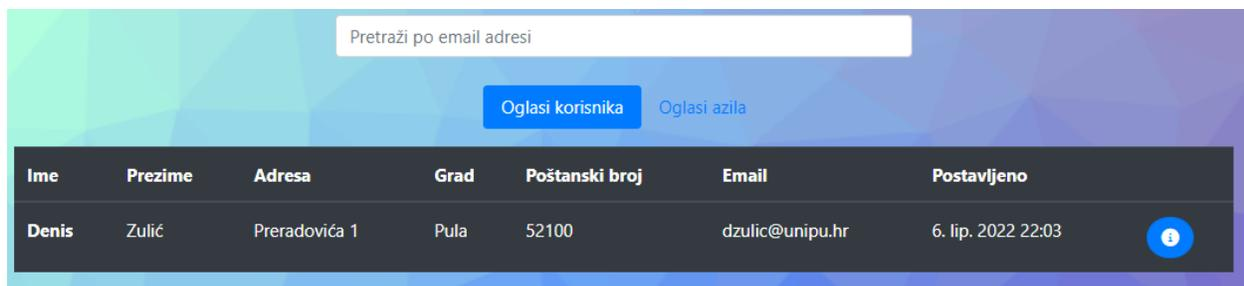 Pretraži po email adresi
Oglasi korisnika Oglasi azila
Ime Prezime Adresa Grad Poštanski broj Email Postavljeno
Denis Zulić Preradovića 1 Pula 52100 dzulic@unipu.hr 6. lip. 2022 22:03